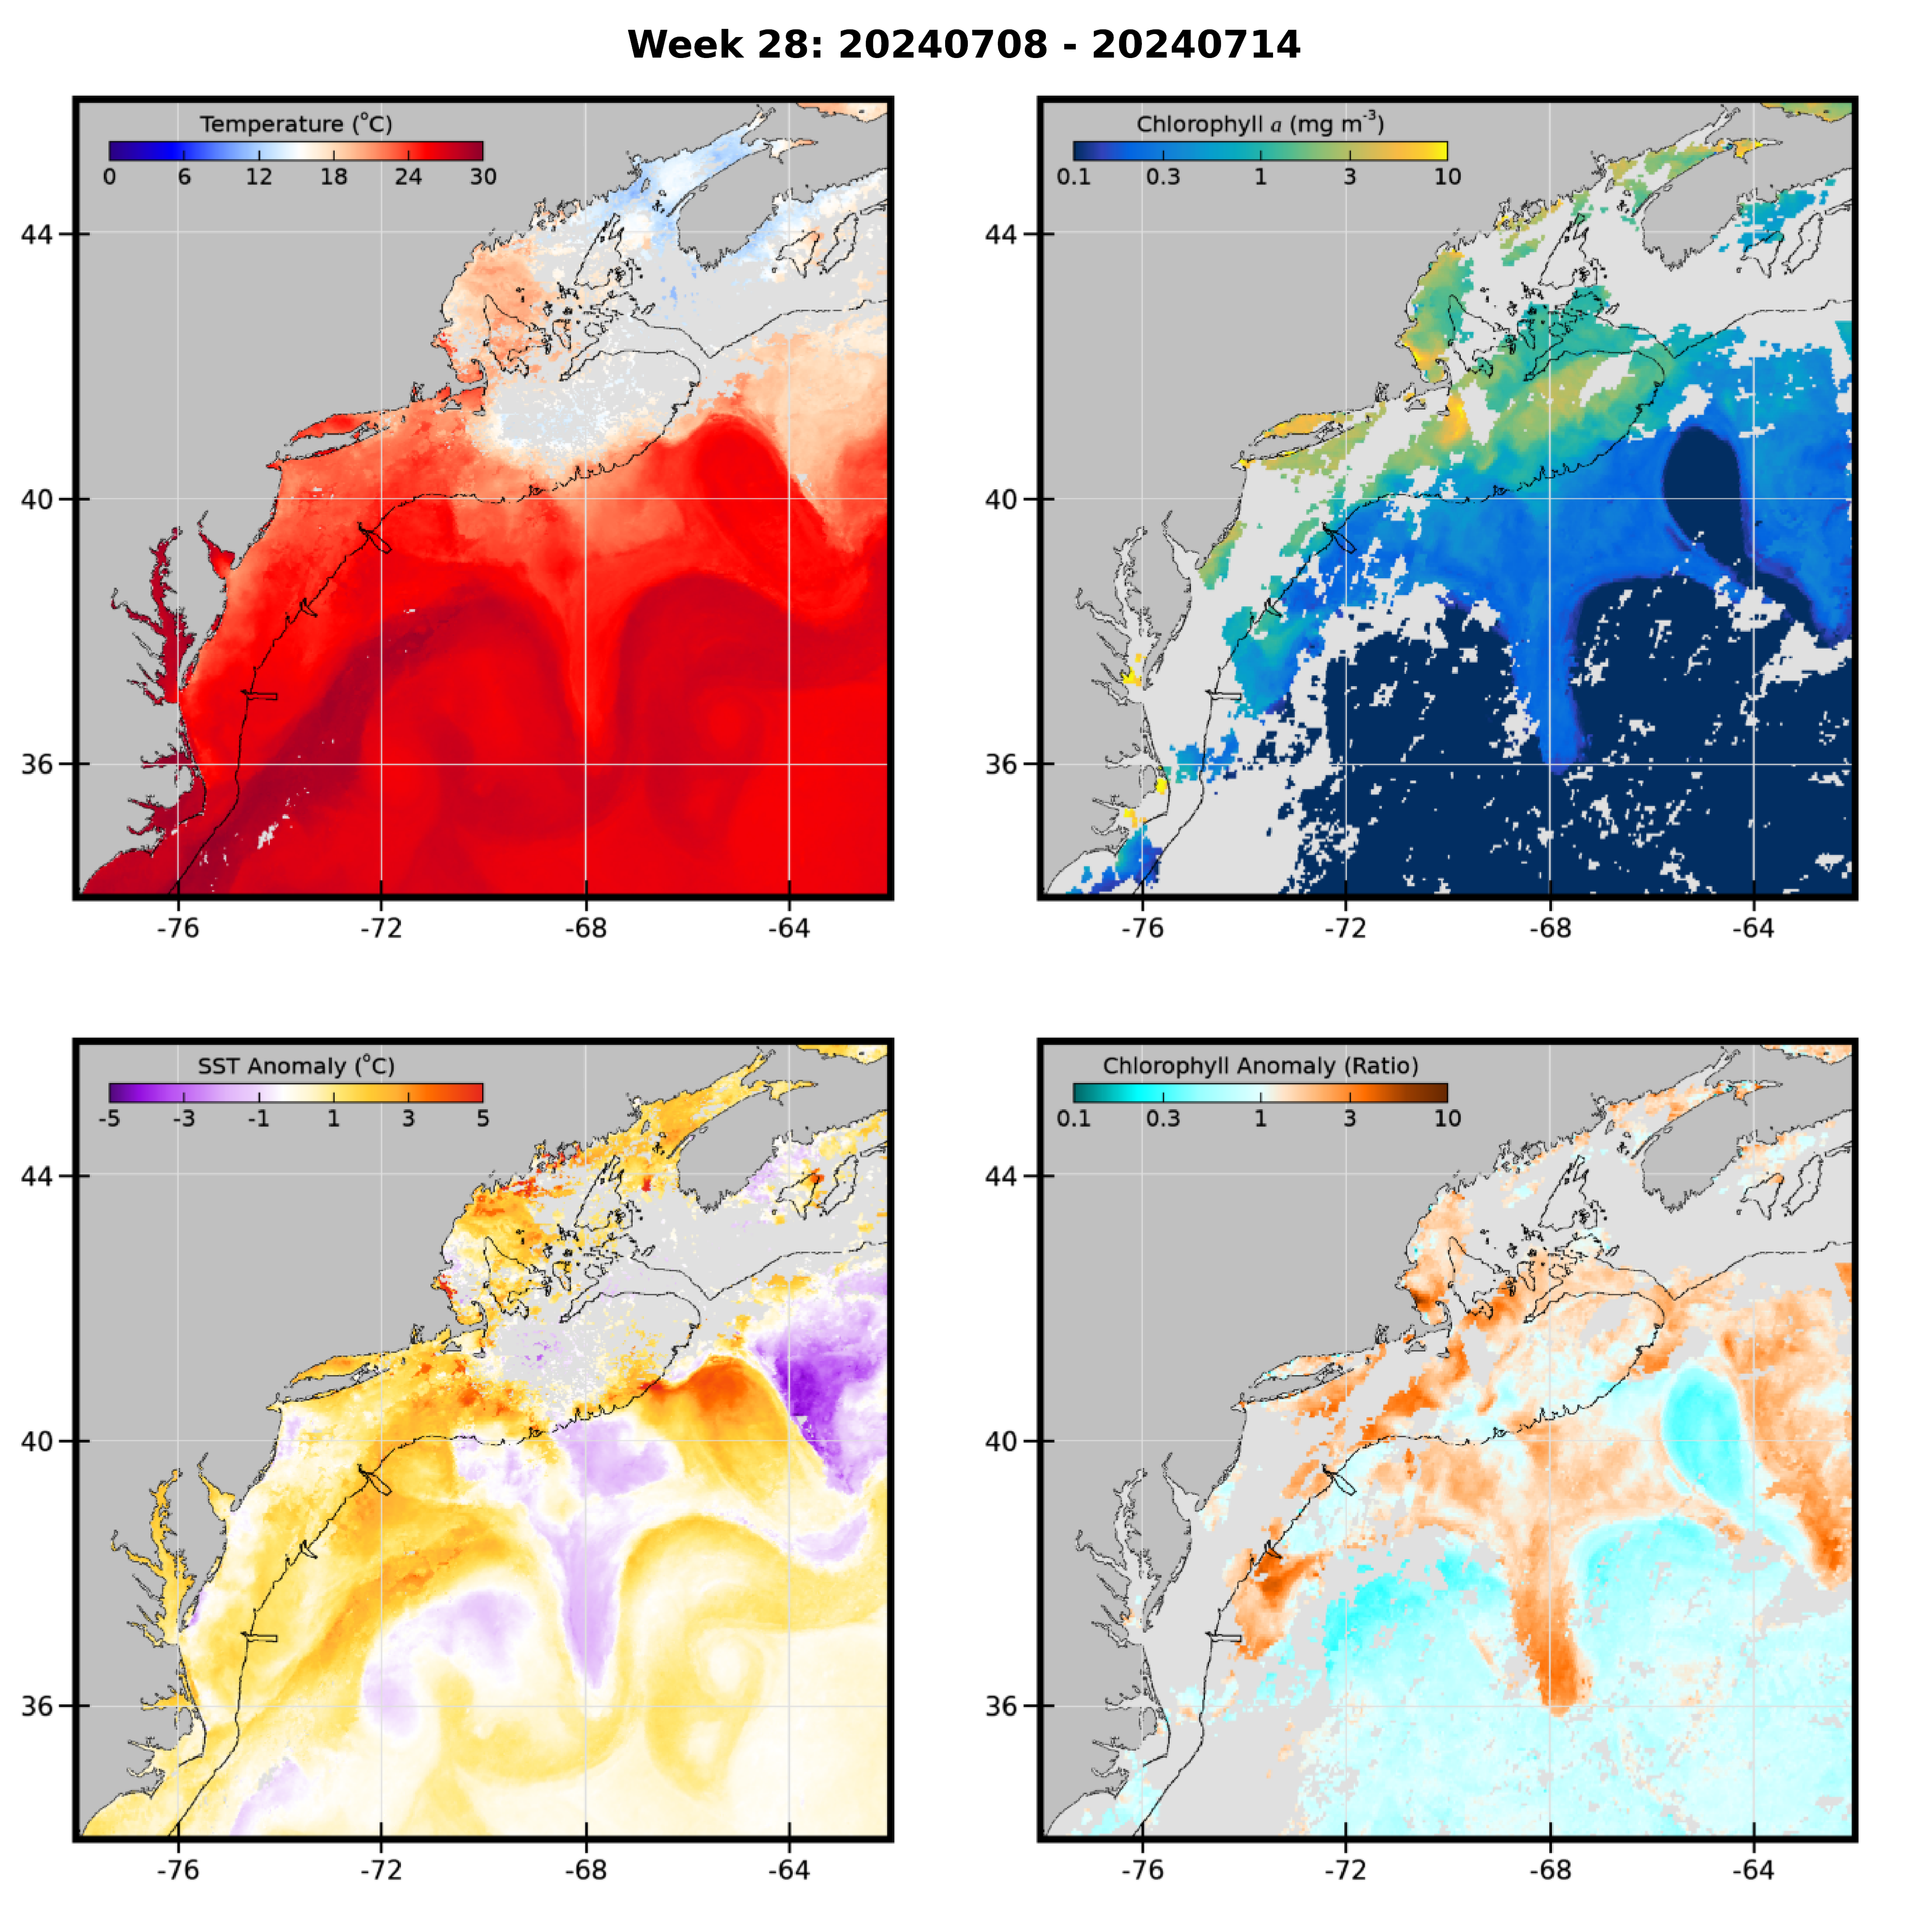 Week 28: 20240708 - 20240714
Temperature (°C)
0 6 12 18 24 30
44
40
36
-76 -72 -68 -64
Chlorophyll a (mg m⁻³)
0.1 0.3 1 3 10
44
40
36
-76 -72 -68 -64
SST Anomaly (°C)
-5 -3 -1 1 3 5
44
40
36
-76 -72 -68 -64
Chlorophyll Anomaly (Ratio)
0.1 0.3 1 3 10
44
40
36
-76 -72 -68 -64